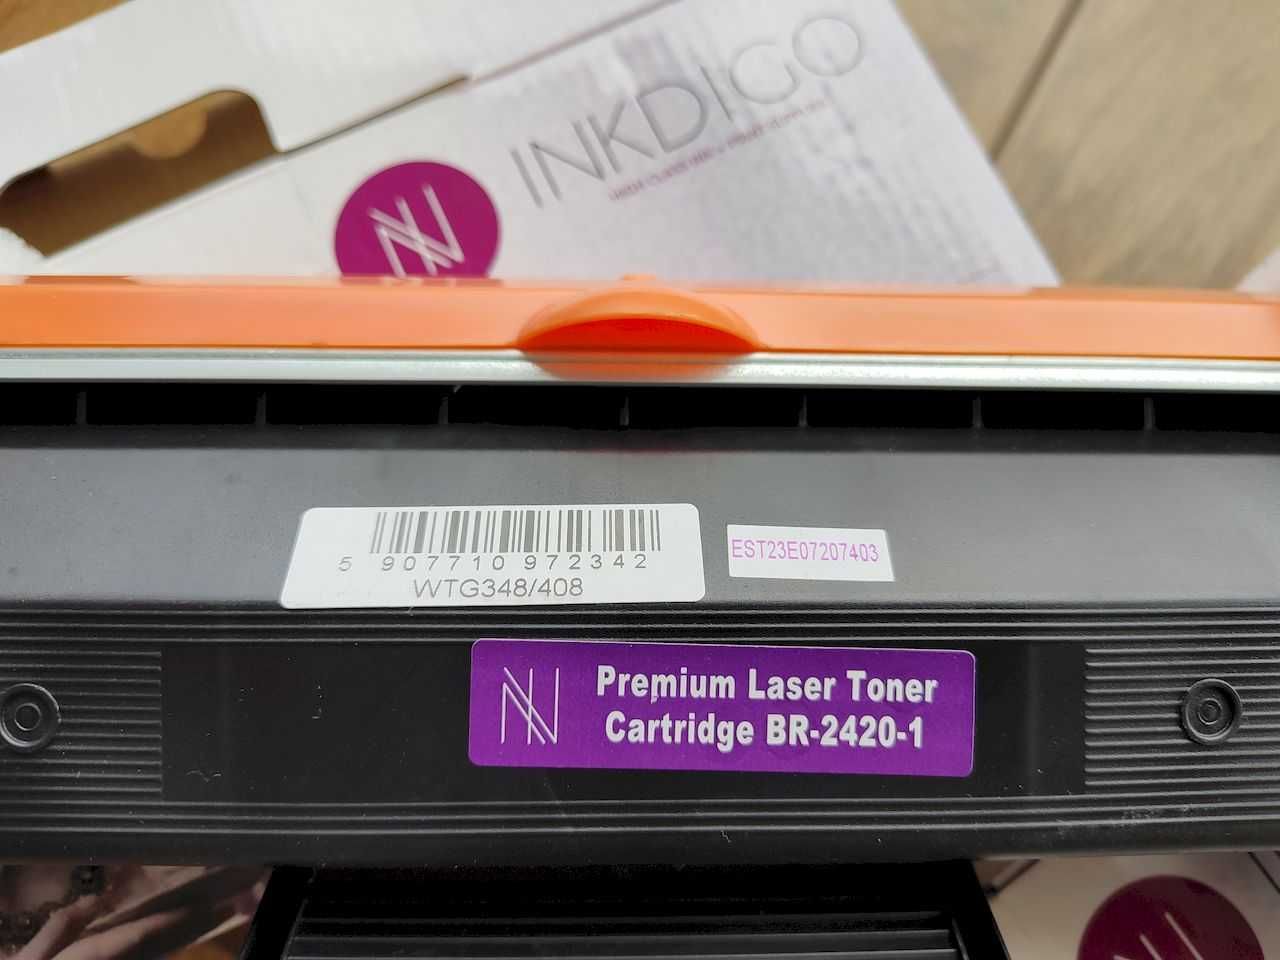 INKDIGO
5 907710 972342
WTG348/408
EST23E07207403
Premium Laser Toner
Cartridge BR-2420-1